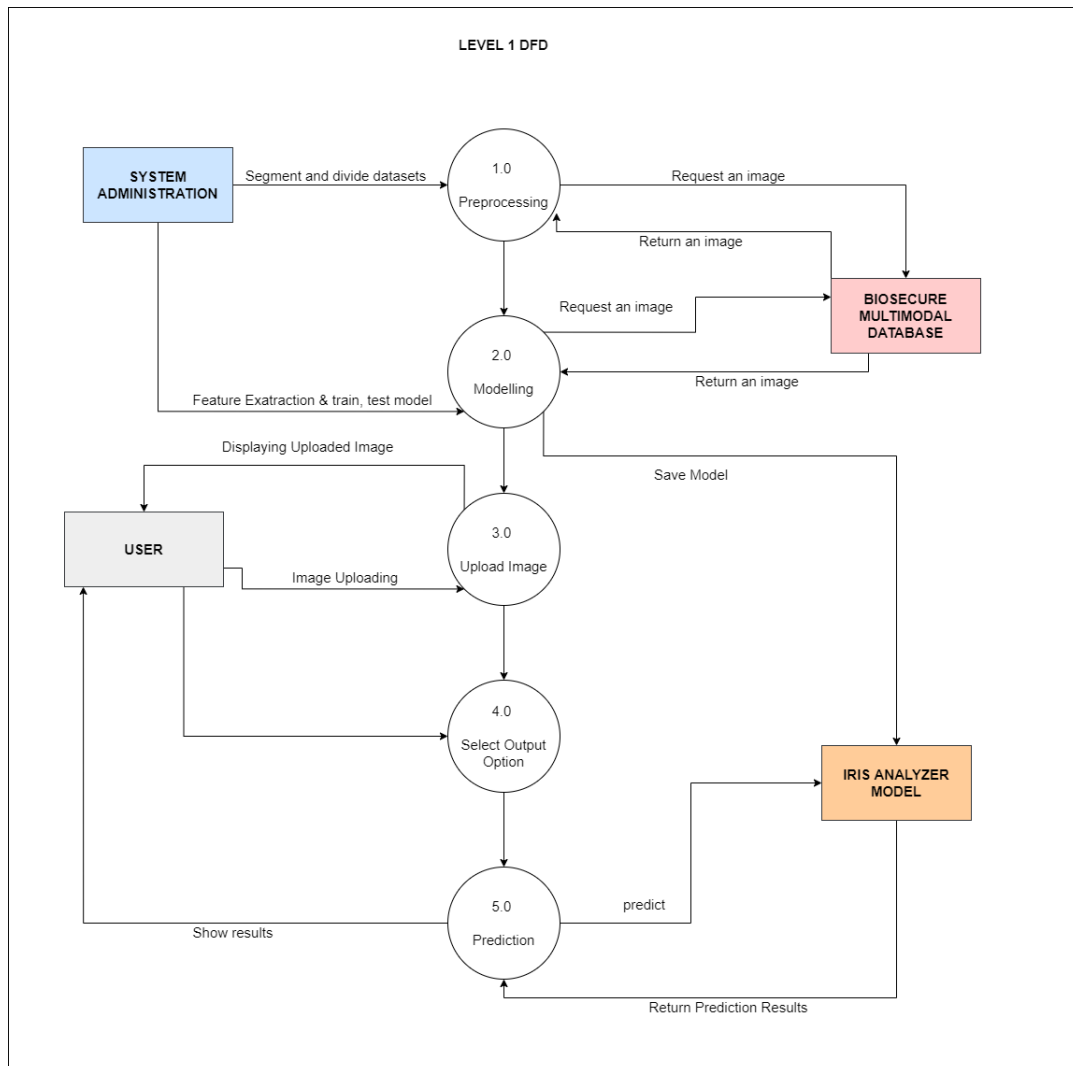 LEVEL 1 DFD
SYSTEM
ADMINISTRATION
Segment and divide datasets
1.0
Preprocessing
Request an image
Return an image
BIOSECURE
MULTIMODAL
DATABASE
Request an image
2.0
Modelling
Return an image
Feature Exatraction & train, test model
Displaying Uploaded Image
Save Model
USER
Image Uploading
3.0
Upload Image
4.0
Select Output
Option
IRIS ANALYZER
MODEL
5.0
Prediction
predict
Show results
Return Prediction Results